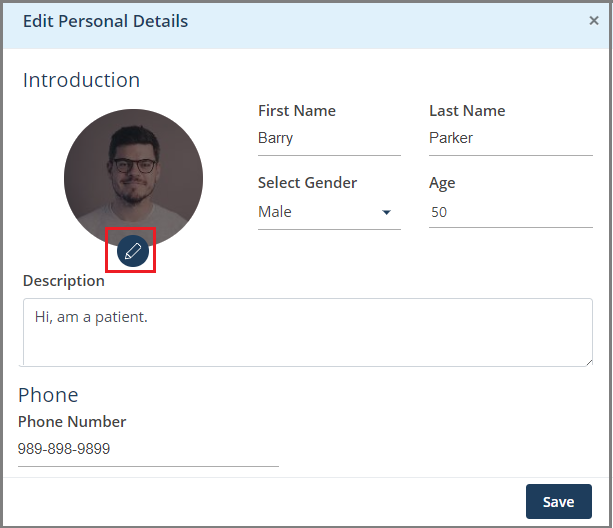 Edit Personal Details ×
Introduction
First Name Last Name
Barry Parker
Select Gender Age
Male 50
Description
Hi, am a patient.
Phone
Phone Number
989-898-9899
Save